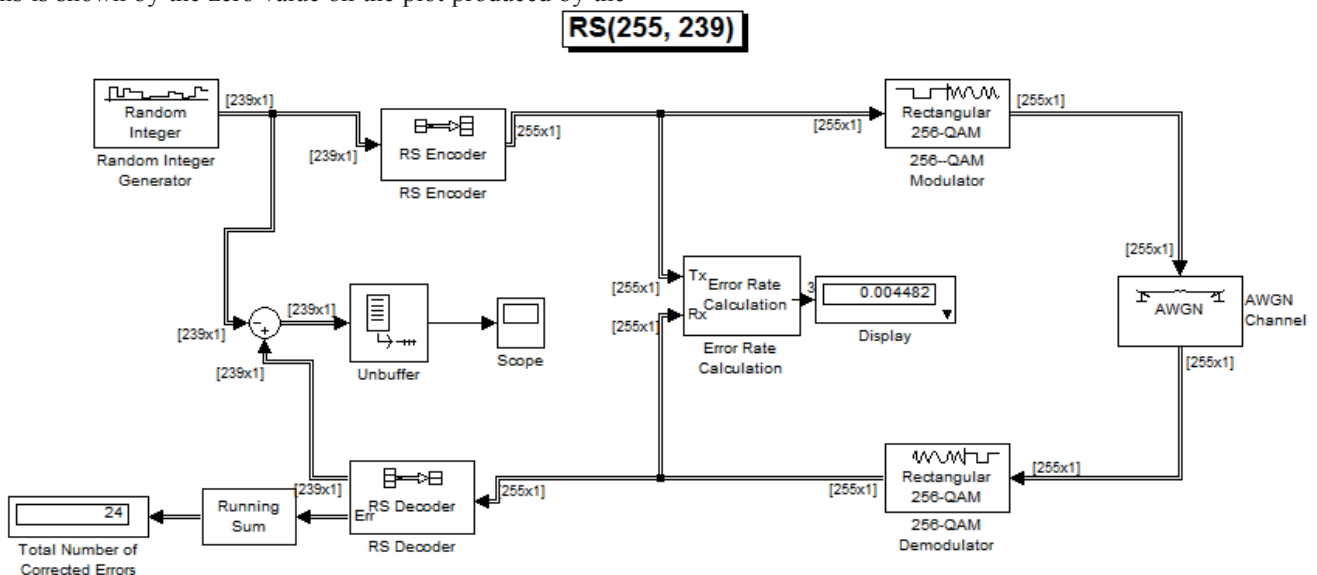 ns is shown by the zero value on the plot produced by the
RS(255, 239)
Random
Integer
Random Integer
Generator
[239x1]
[239x1]
RS Encoder
RS Encoder
[255x1]
[255x1]
Rectangular
256-QAM
256--QAM
Modulator
[255x1]
[255x1]
AWGN
AWGN
Channel
[255x1]
[239x1]
[239x1]
Unbuffer
Scope
[239x1]
[255x1]
[255x1]
Tx
Rx
Error Rate
Calculation
Error Rate
Calculation
3
0.004482
Display
[255x1]
Rectangular
256-QAM
256-QAM
Demodulator
[255x1]
[255x1]
[239x1]
RS Decoder
Err
RS Decoder
Running
Sum
24
Total Number of
Corrected Errors